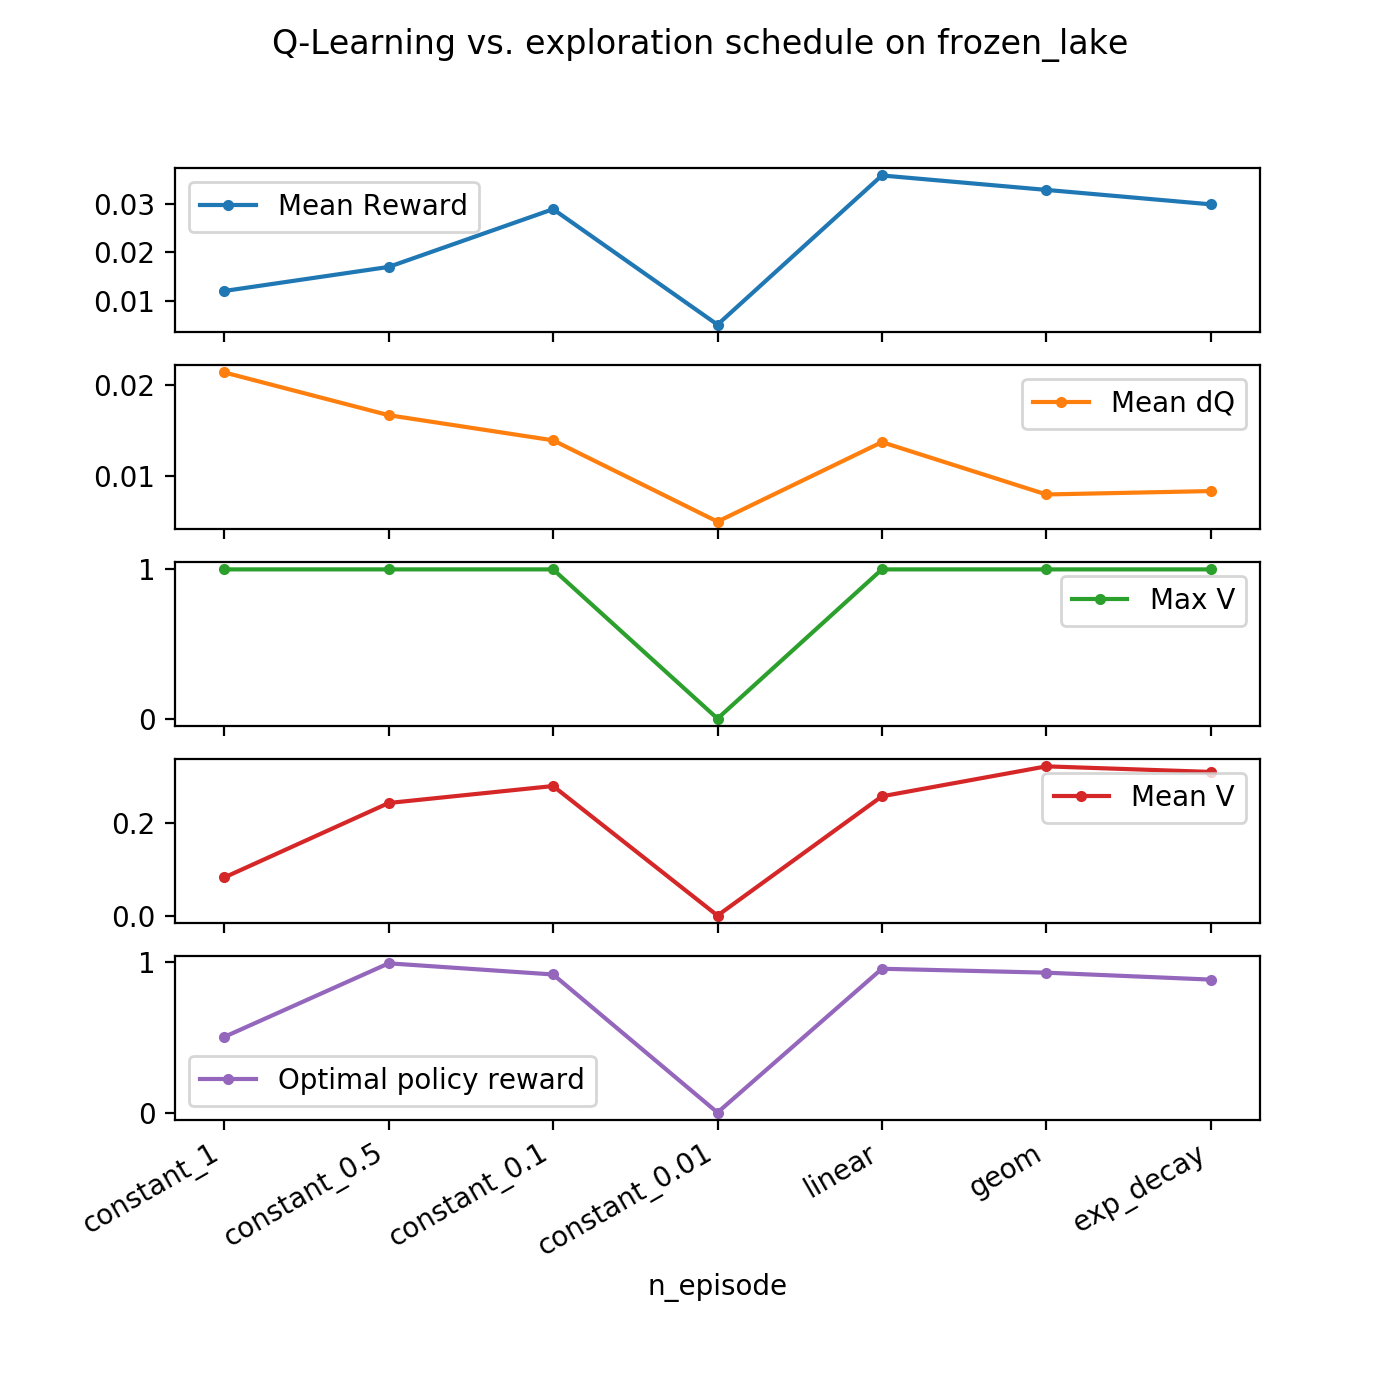 Q-Learning vs. exploration schedule on frozen_lake
Mean Reward
0.03
0.02
0.01
Mean dQ
0.02
0.01
Max V
1
0
Mean V
0.2
0.0
Optimal policy reward
1
0
constant_1
constant_0.5
constant_0.1
constant_0.01
linear
geom
exp_decay
n_episode